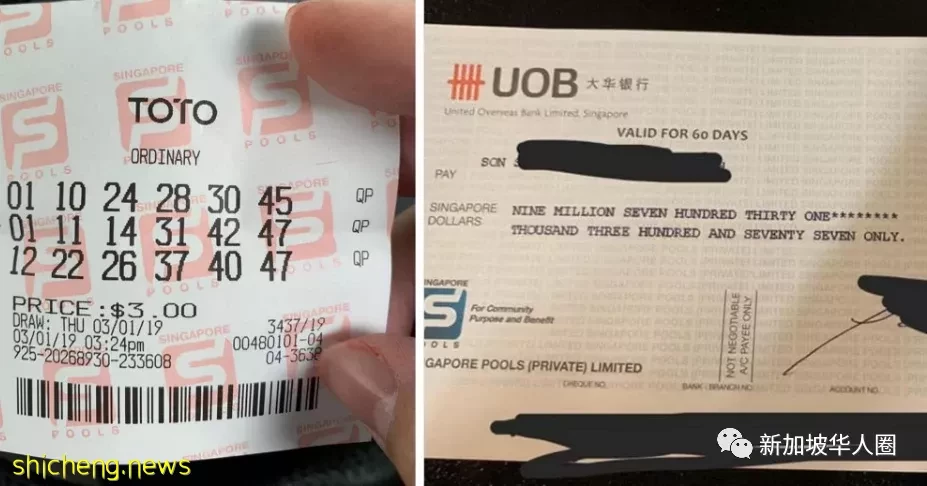 SINGAPORE
POOLS
TOTO
ORDINARY
01 10 24 28 30 45 QP
01 11 14 31 42 47 QP
12 22 26 37 40 47 QP
PRICE:$3.00
DRAW: THU 03/01/19 3437/19
03/01/19 03:24pm 00480101-04
925-20268930-233608 04-3638
shicheng.news
UOB 大华银行
United Overseas Bank Limited, Singapore
VALID FOR 60 DAYS
PAY SON
SINGAPORE
DOLLARS
NINE MILLION SEVEN HUNDRED THIRTY ONE********
THOUSAND THREE HUNDRED AND SEVENTY SEVEN ONLY.
For Community
Purpose and Benefit
NOT NEGOTIABLE
A/C PAYEE ONLY
GAPORE POOLS (PRIVATE) LIMITED
CHEQUE NO. BANK - BRANCH NO. ACCOUNT NO.
新加坡华人圈